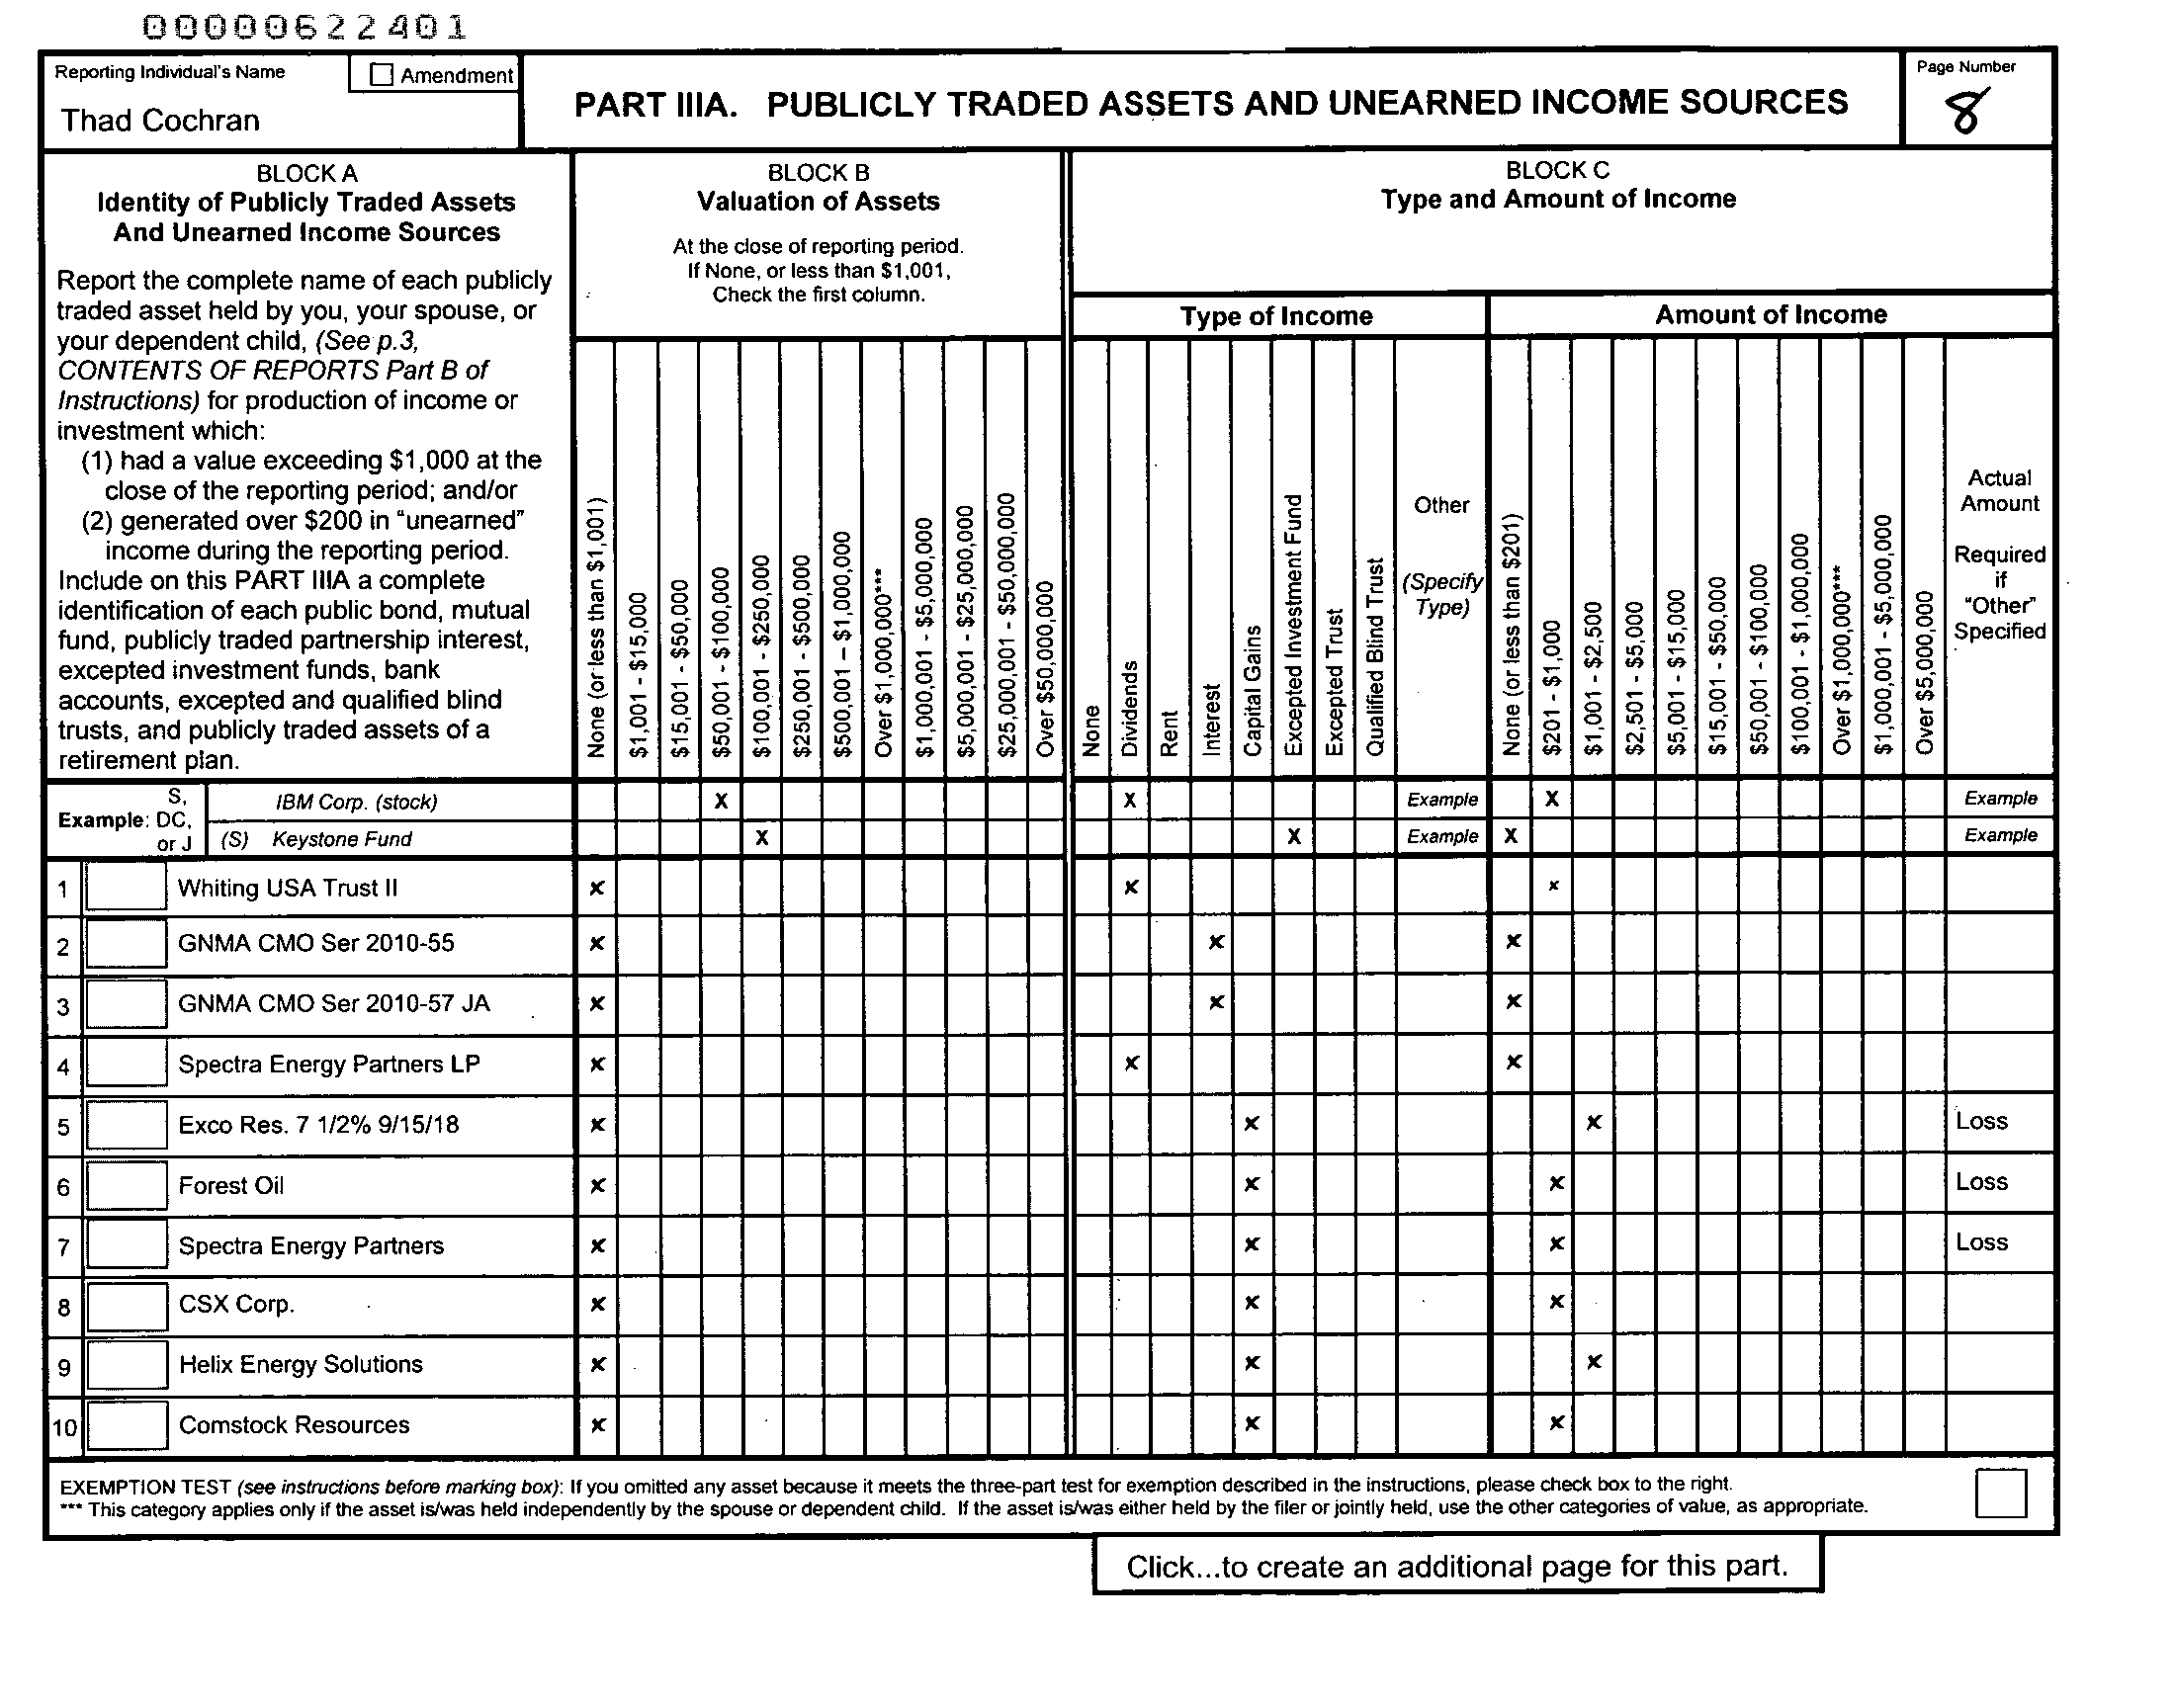 00000622401
Reporting Individual's Name
Amendment
Thad Cochran
PART IIIA. PUBLICLY TRADED ASSETS AND UNEARNED INCOME SOURCES
Page Number
8
BLOCK A
Identity of Publicly Traded Assets
And Unearned Income Sources
Report the complete name of each publicly
traded asset held by you, your spouse, or
your dependent child, (See p.3,
CONTENTS OF REPORTS Part B of
Instructions) for production of income or
investment which:
(1) had a value exceeding $1,000 at the
close of the reporting period; and/or
(2) generated over $200 in "unearned"
income during the reporting period.
Include on this PART IIIA a complete
identification of each public bond, mutual
fund, publicly traded partnership interest,
excepted investment funds, bank
accounts, excepted and qualified blind
trusts, and publicly traded assets of a
retirement plan.
BLOCK B
Valuation of Assets
At the close of reporting period.
If None, or less than $1,001,
Check the first column.
None (or less than $1,001)
$1,001 - $15,000
$15,001 - $50,000
$50,001 - $100,000
$100,001 - $250,000
$250,001 - $500,000
$500,001 – $1,000,000
Over $1,000,000***
$1,000,001 - $5,000,000
$5,000,001 - $25,000,000
$25,000,001 - $50,000,000
Over $50,000,000
BLOCK C
Type and Amount of Income
Type of Income
None
Dividends
Rent
Interest
Capital Gains
Excepted Investment Fund
Excepted Trust
Qualified Blind Trust
Other
(Specify
Type)
Amount of Income
None (or less than $201)
$201 - $1,000
$1,001 - $2,500
$2,501 - $5,000
$5,001 - $15,000
$15,001 - $50,000
$50,001 - $100,000
$100,001 - $1,000,000
Over $1,000,000***
$1,000,001 - $5,000,000
Over $5,000,000
Actual
Amount
Required
if
"Other"
Specified
Example: S, DC, or J
IBM Corp. (stock) X X Example X Example
(S) Keystone Fund X X Example X Example
1 Whiting USA Trust II x x x
2 GNMA CMO Ser 2010-55 x x x
3 GNMA CMO Ser 2010-57 JA x x x
4 Spectra Energy Partners LP x x x
5 Exco Res. 7 1/2% 9/15/18 x x x Loss
6 Forest Oil x x x Loss
7 Spectra Energy Partners x x x Loss
8 CSX Corp. x x x
9 Helix Energy Solutions x x x
10 Comstock Resources x x x
EXEMPTION TEST (see instructions before marking box): If you omitted any asset because it meets the three-part test for exemption described in the instructions, please check box to the right.
*** This category applies only if the asset is/was held independently by the spouse or dependent child. If the asset is/was either held by the filer or jointly held, use the other categories of value, as appropriate.
Click...to create an additional page for this part.